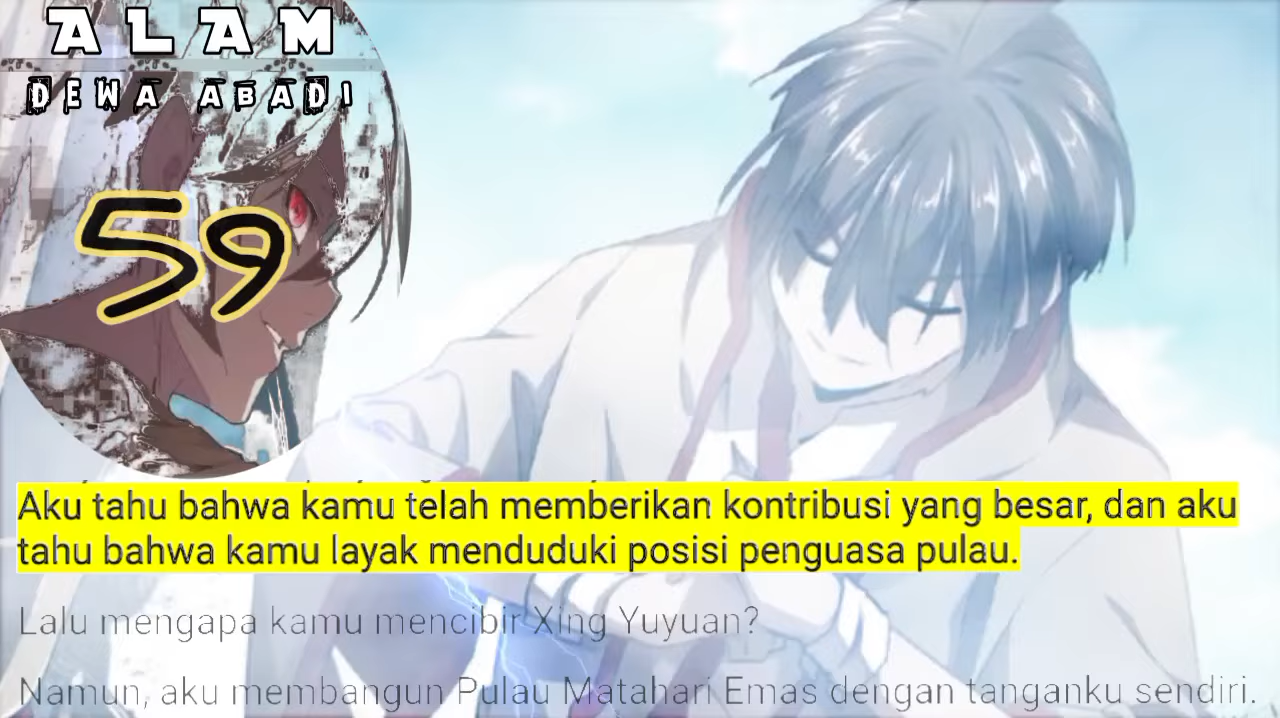 ALAM
DEWA ABADI
59
Aku tahu bahwa kamu telah memberikan kontribusi yang besar, dan aku
tahu bahwa kamu layak menduduki posisi penguasa pulau.
Lalu mengapa kamu mencibir Xing Yuyuan?
Namun, aku membangun Pulau Matahari Emas dengan tanganku sendiri.